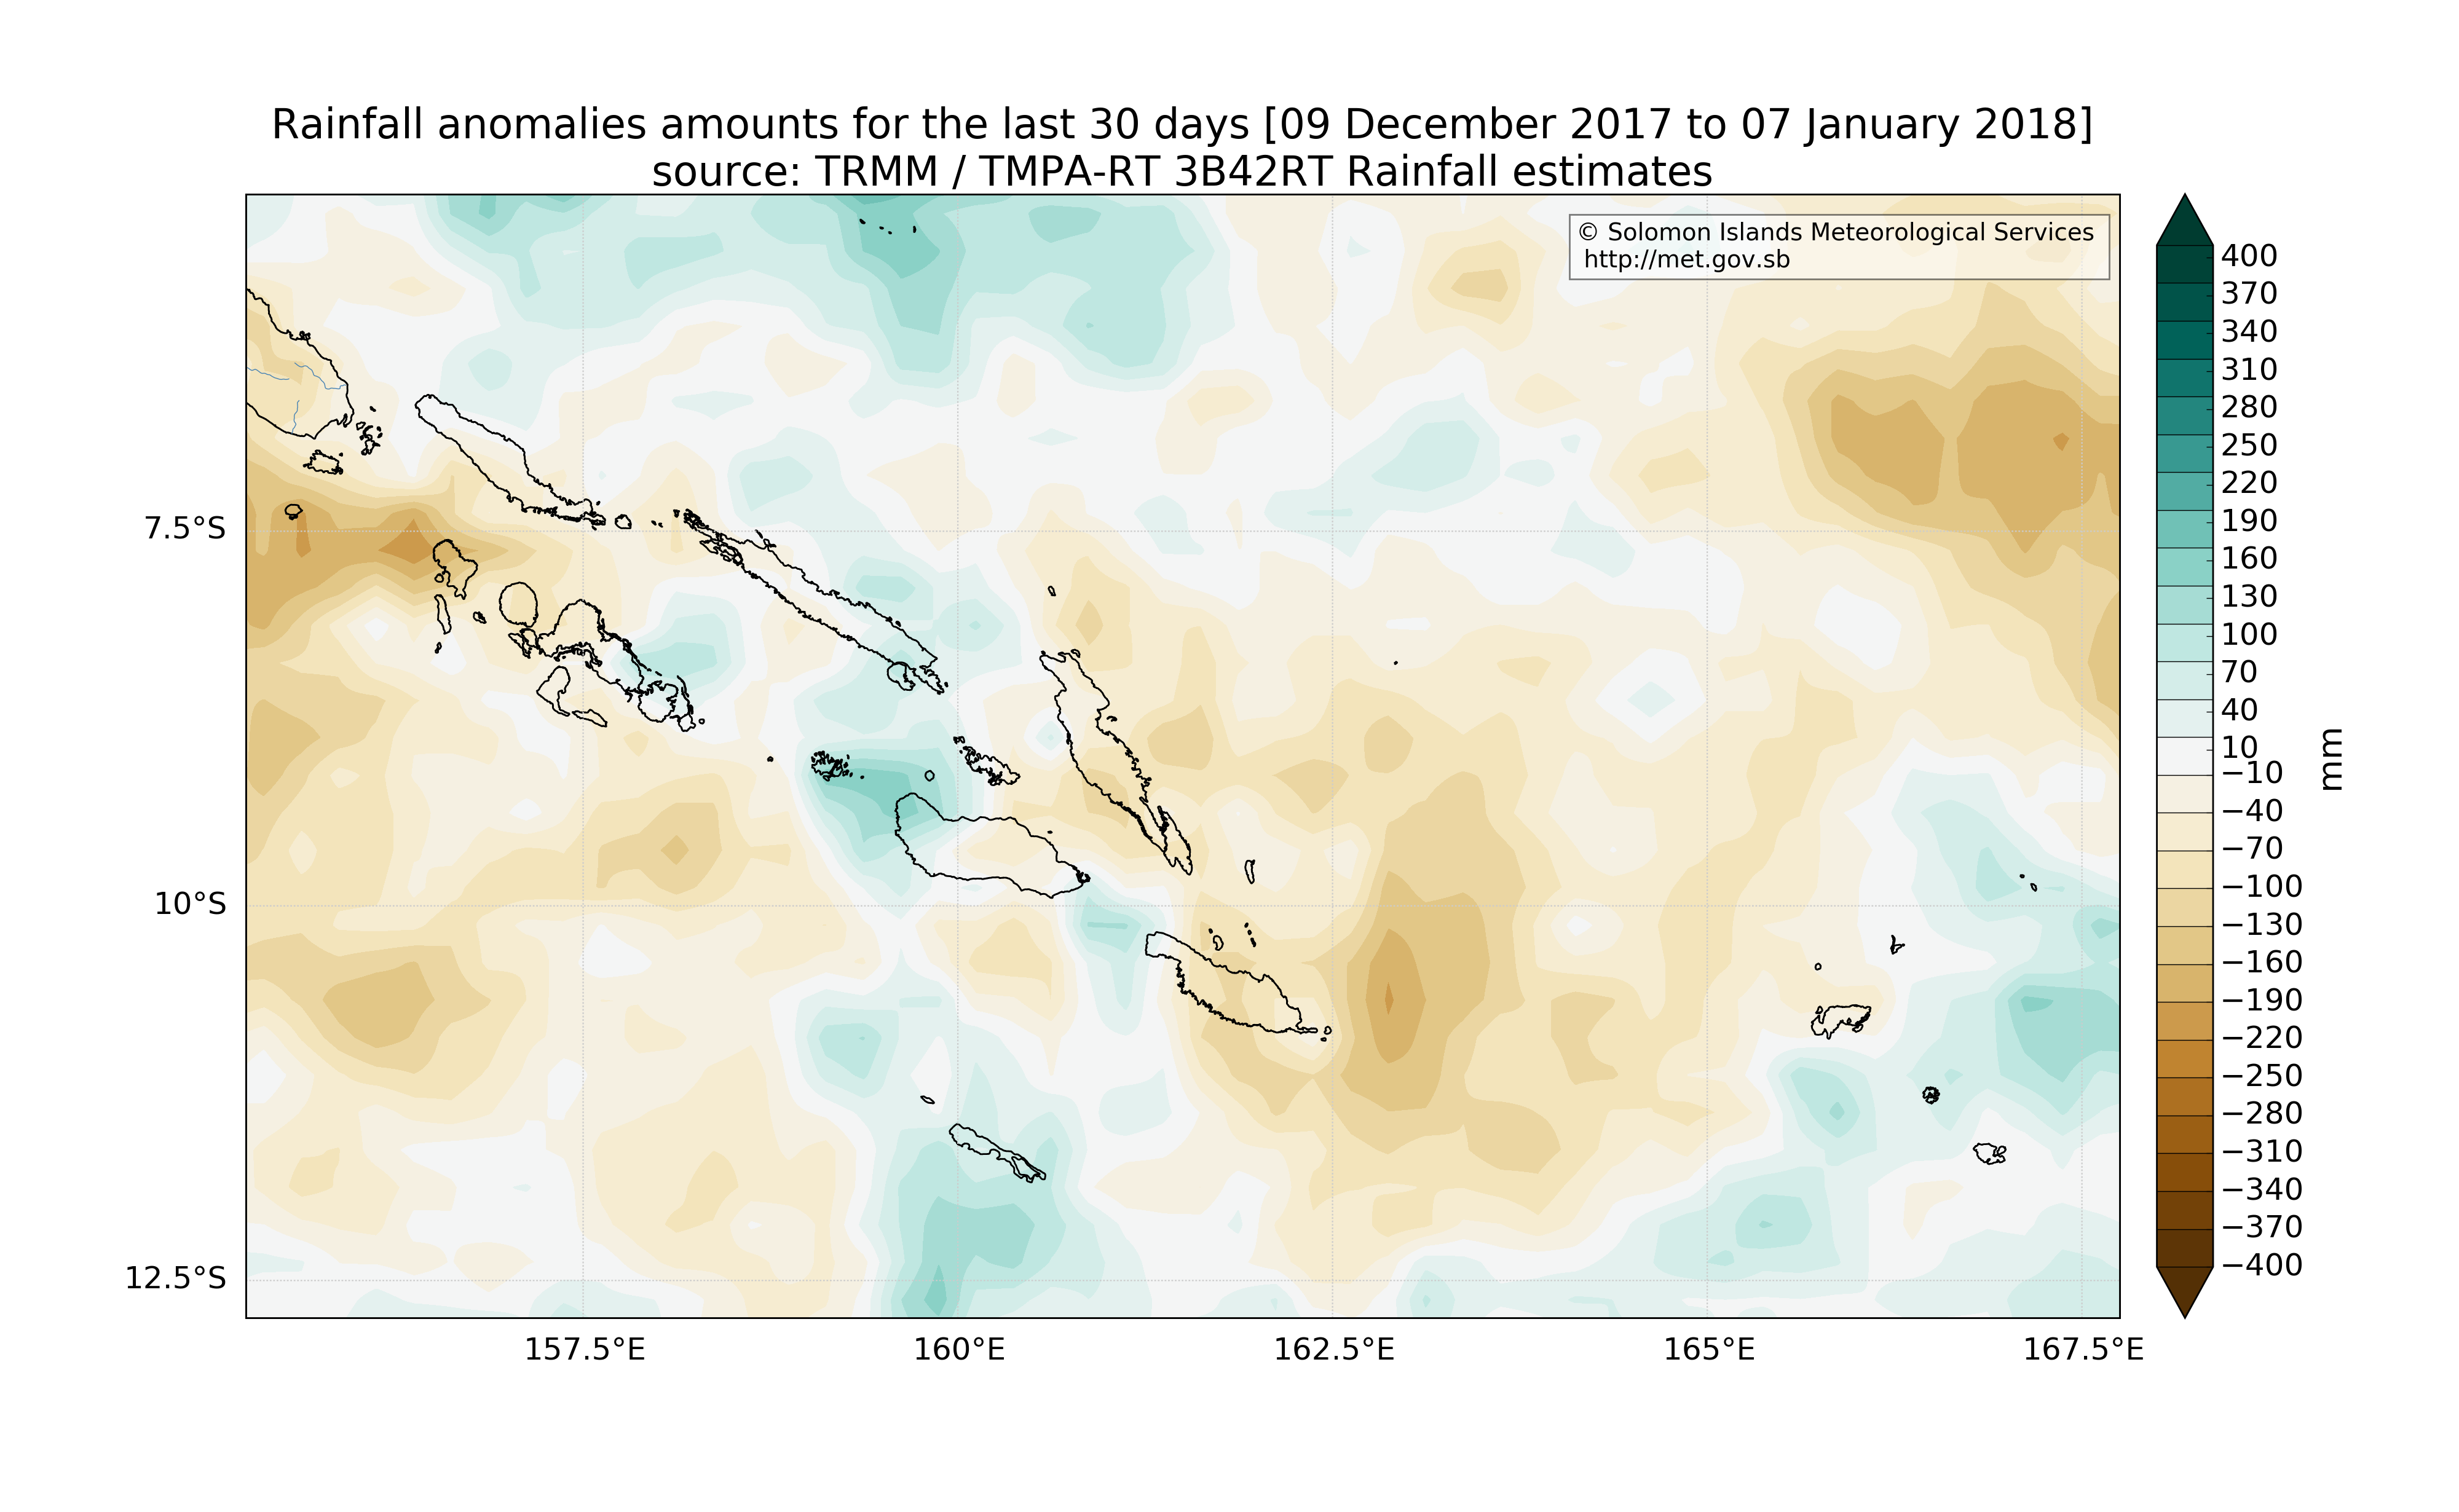 Rainfall anomalies amounts for the last 30 days [09 December 2017 to 07 January 2018]
source: TRMM / TMPA-RT 3B42RT Rainfall estimates
© Solomon Islands Meteorological Services
http://met.gov.sb
7.5°S
10°S
12.5°S
157.5°E
160°E
162.5°E
165°E
167.5°E
400
370
340
310
280
250
220
190
160
130
100
70
40
10
−10
−40
−70
−100
−130
−160
−190
−220
−250
−280
−310
−340
−370
−400
mm